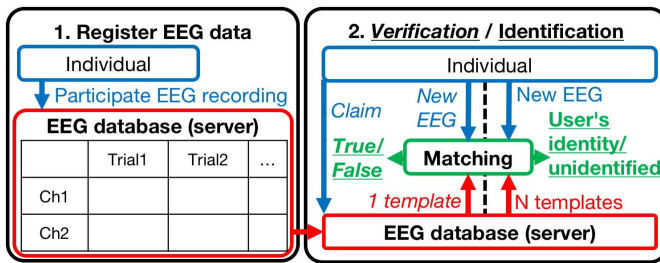 1. Register EEG data
Individual
Participate EEG recording
EEG database (server)
Trial1 Trial2 ...
Ch1
Ch2
2. Verification / Identification
Individual
Claim
New
EEG
New EEG
True/
False
Matching
User's
identity/
unidentified
1 template
N templates
EEG database (server)